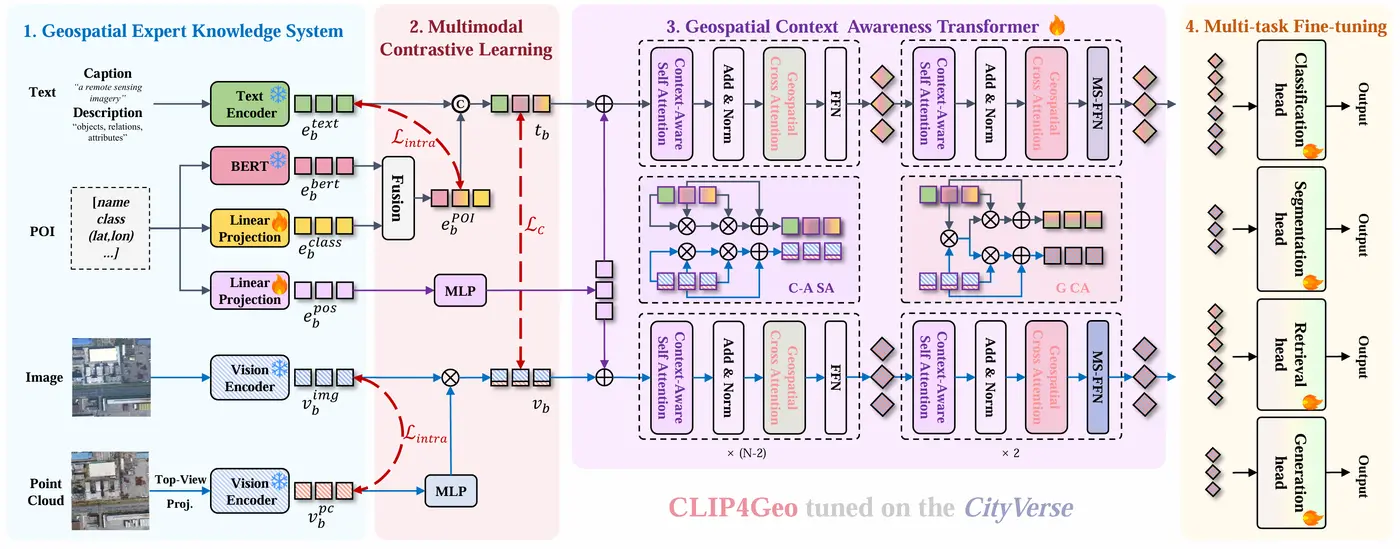 1. Geospatial Expert Knowledge System
Text
Caption
"a remote sensing
imagery"
Description
"objects, relations,
attributes"
Text
Encoder
e_b^{text}
BERT
e_b^{bert}
POI
[name
class
(lat,lon)
...]
Linear
Projection
e_b^{class}
Linear
Projection
e_b^{pos}
Image
Vision
Encoder
v_b^{img}
Point
Cloud
Top-View
Proj.
Vision
Encoder
v_b^{pc}
2. Multimodal
Contrastive Learning
C
t_b
ℒ_{intra}
Fusion
e_b^{POI}
ℒ_C
MLP
v_b
ℒ_{intra}
MLP
3. Geospatial Context Awareness Transformer
Context-Aware
Self Attention
Add & Norm
Geospatial
Cross Attention
FFN
Context-Aware
Self Attention
Add & Norm
Geospatial
Cross Attention
MS-FFN
C-A SA
G CA
Context-Aware
Self Attention
Add & Norm
Geospatial
Cross Attention
FFN
Context-Aware
Self Attention
Add & Norm
Geospatial
Cross Attention
MS-FFN
× (N-2)
× 2
CLIP4Geo tuned on the CityVerse
4. Multi-task Fine-tuning
Classification
head
Output
Segmentation
head
Output
Retrieval
head
Output
Generation
head
Output